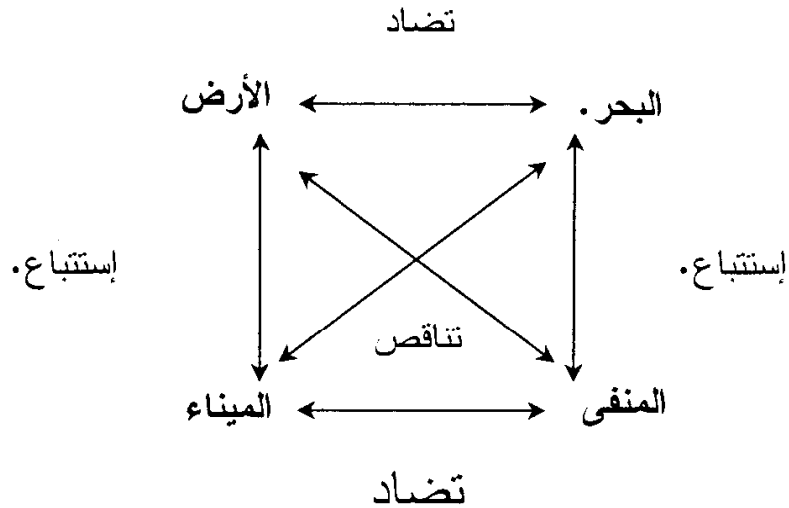 تضاد
البحر. الأرض
إستتباع. إستتباع.
تناقص
المنفى الميناء
تضاد